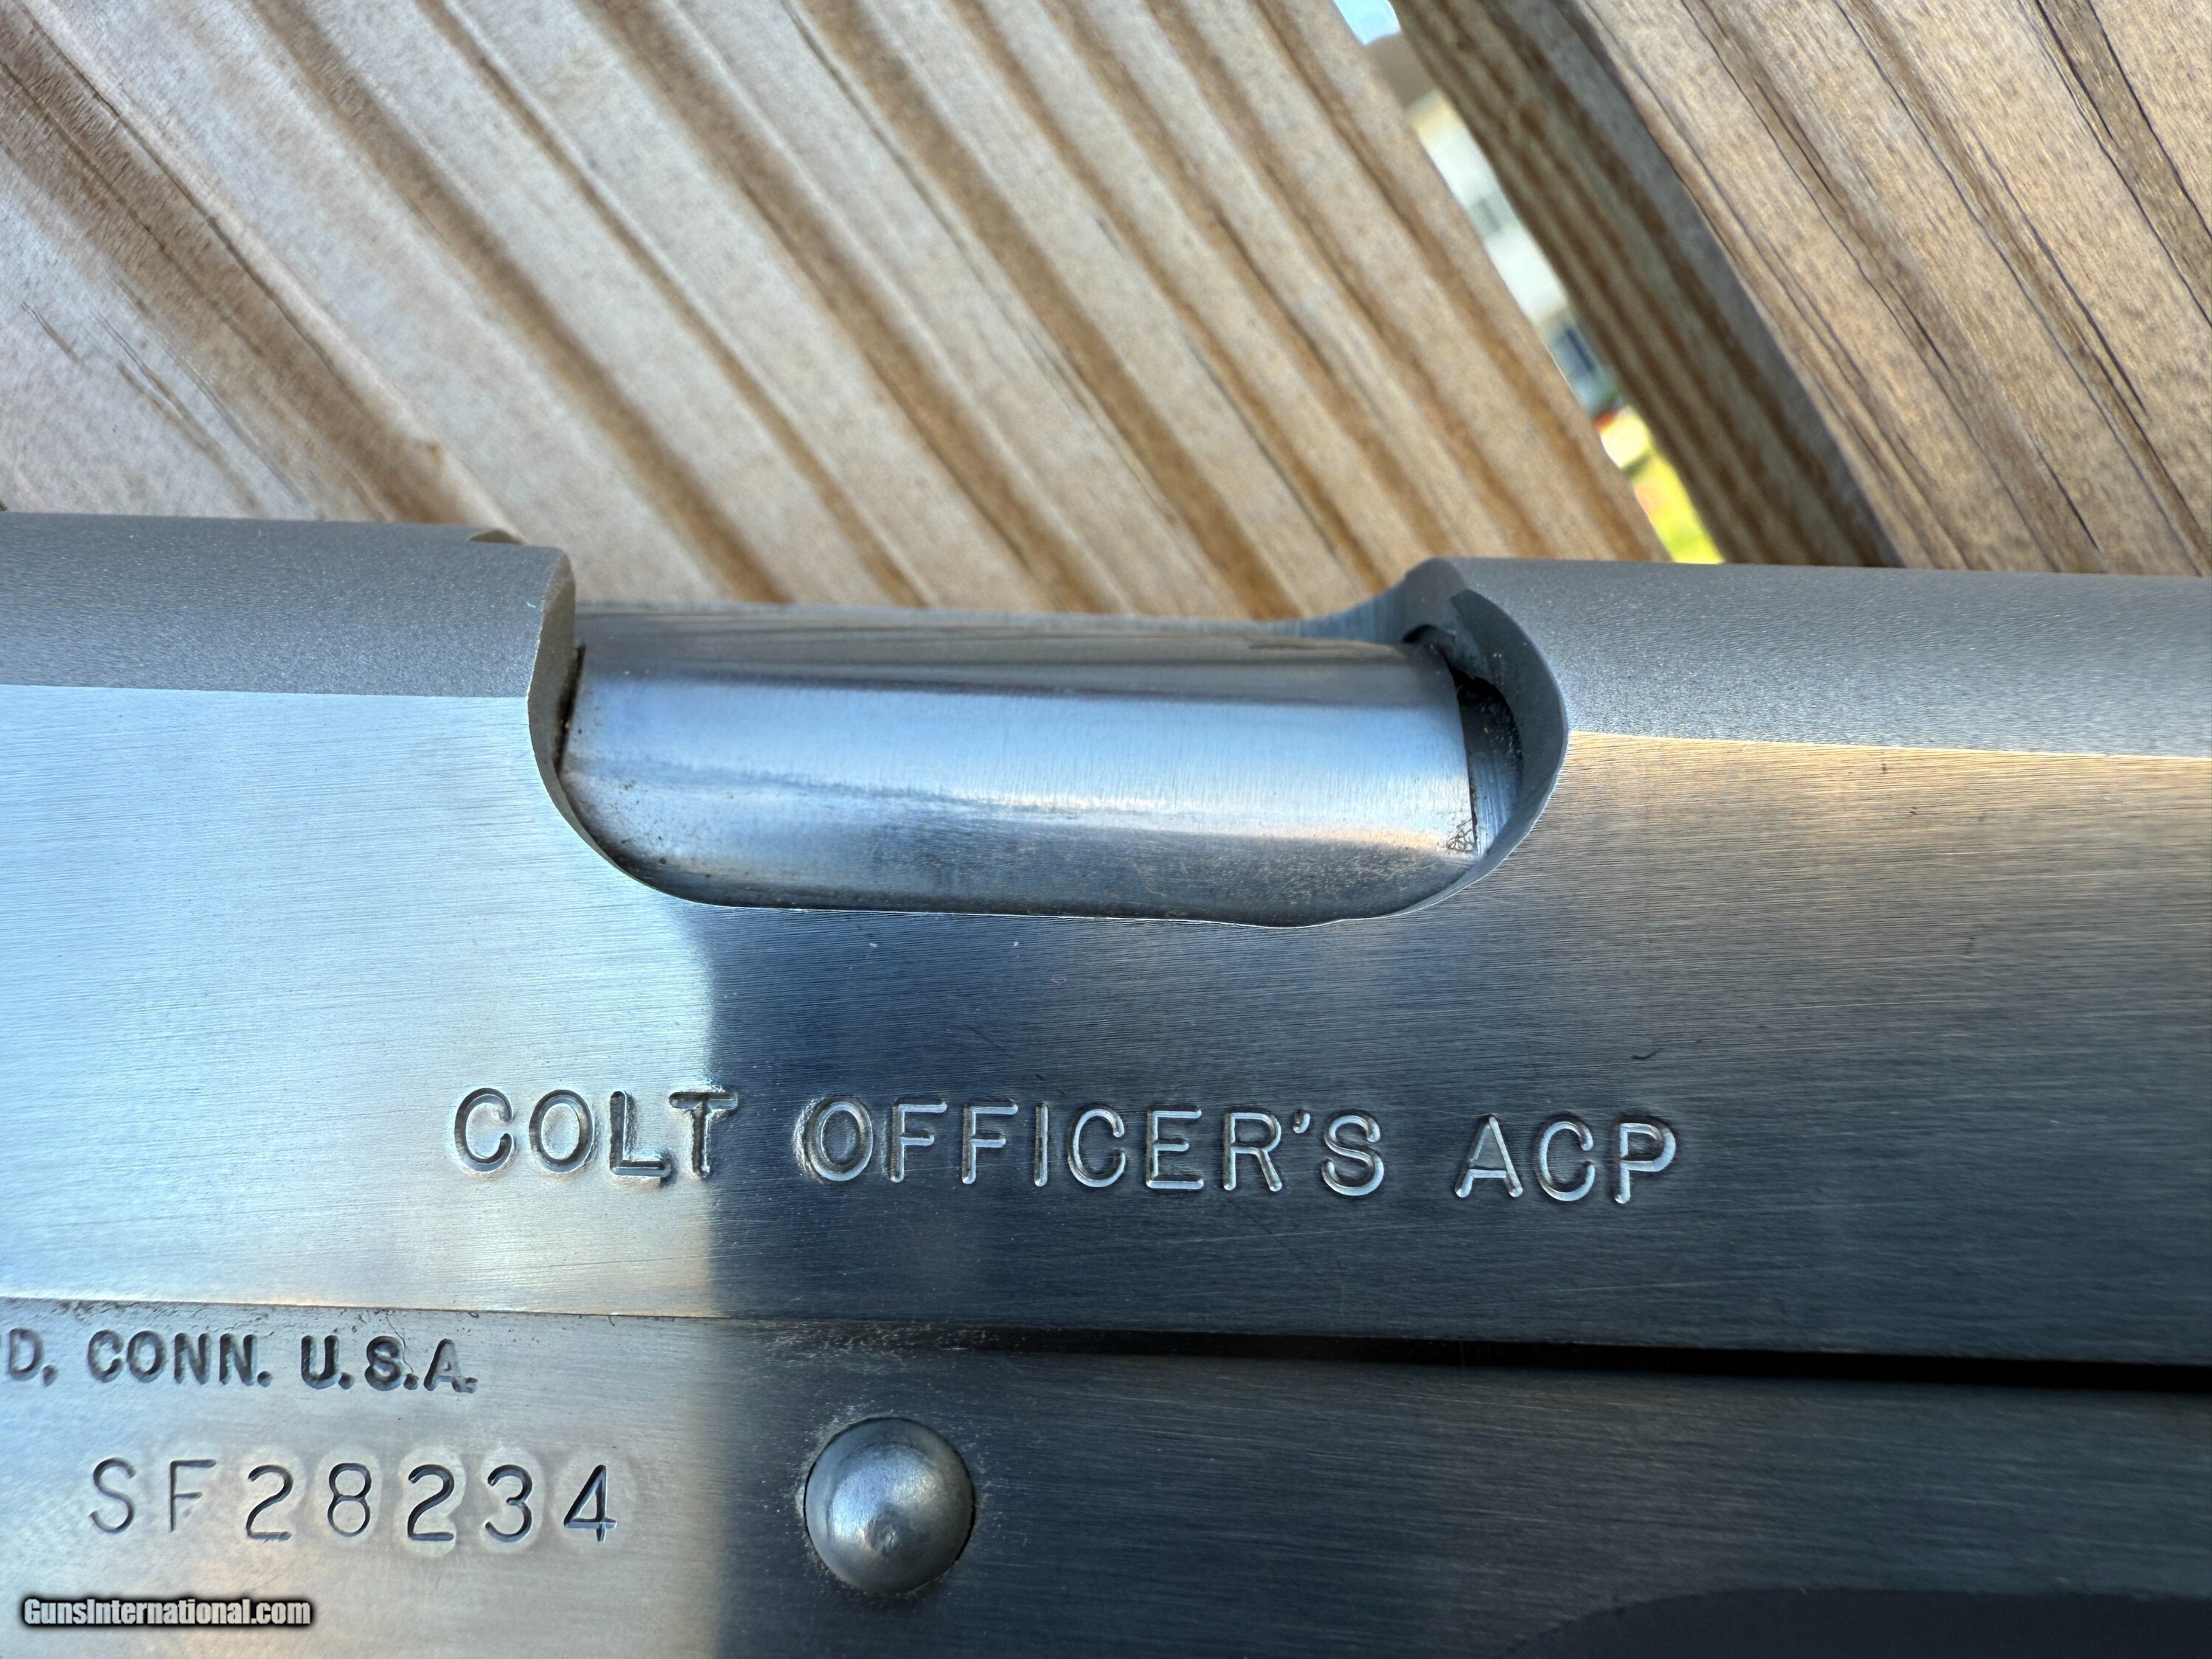 COLT OFFICER'S ACP
D, CONN. U.S.A.
SF28234
GunsInternational.com